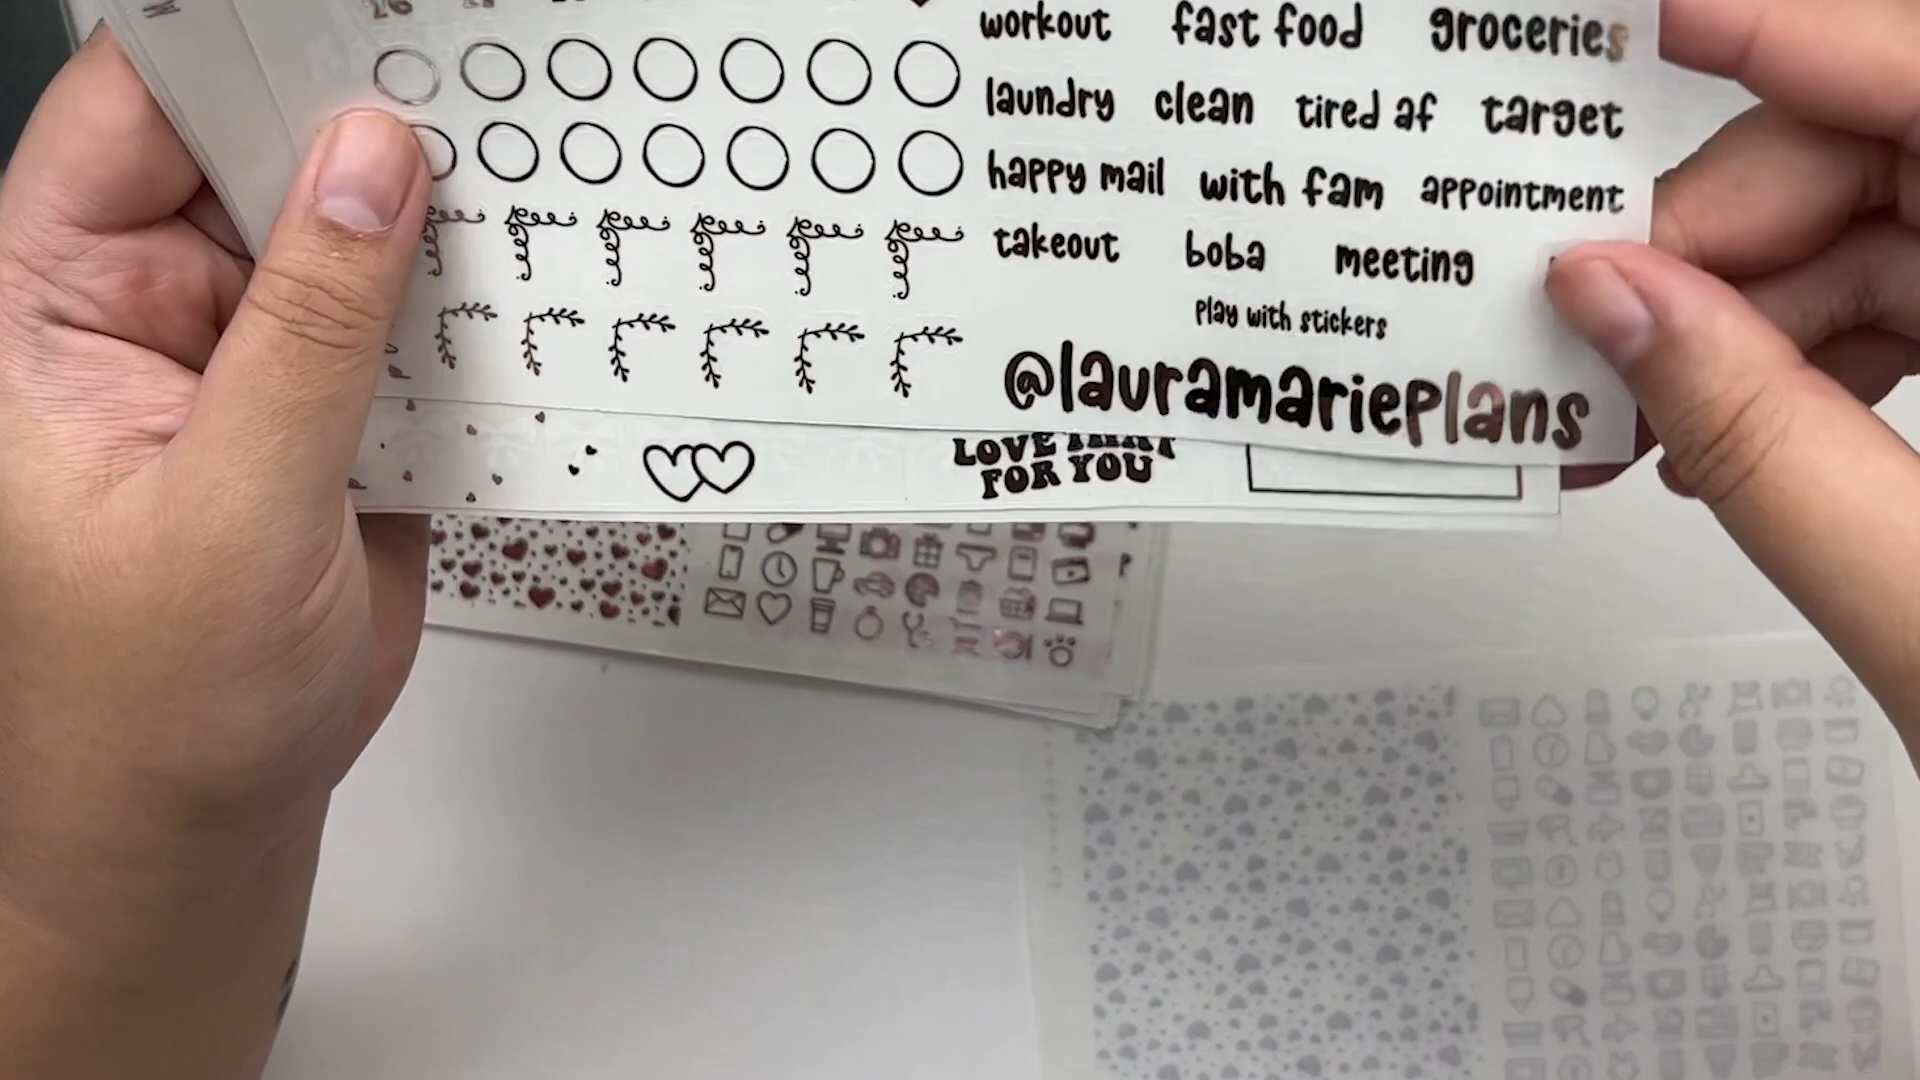 26
workout fast food groceries
laundry clean tired af target
happy mail with fam appointment
takeout boba meeting
play with stickers
@lauramarieplans
LOVE THAT
FOR YOU